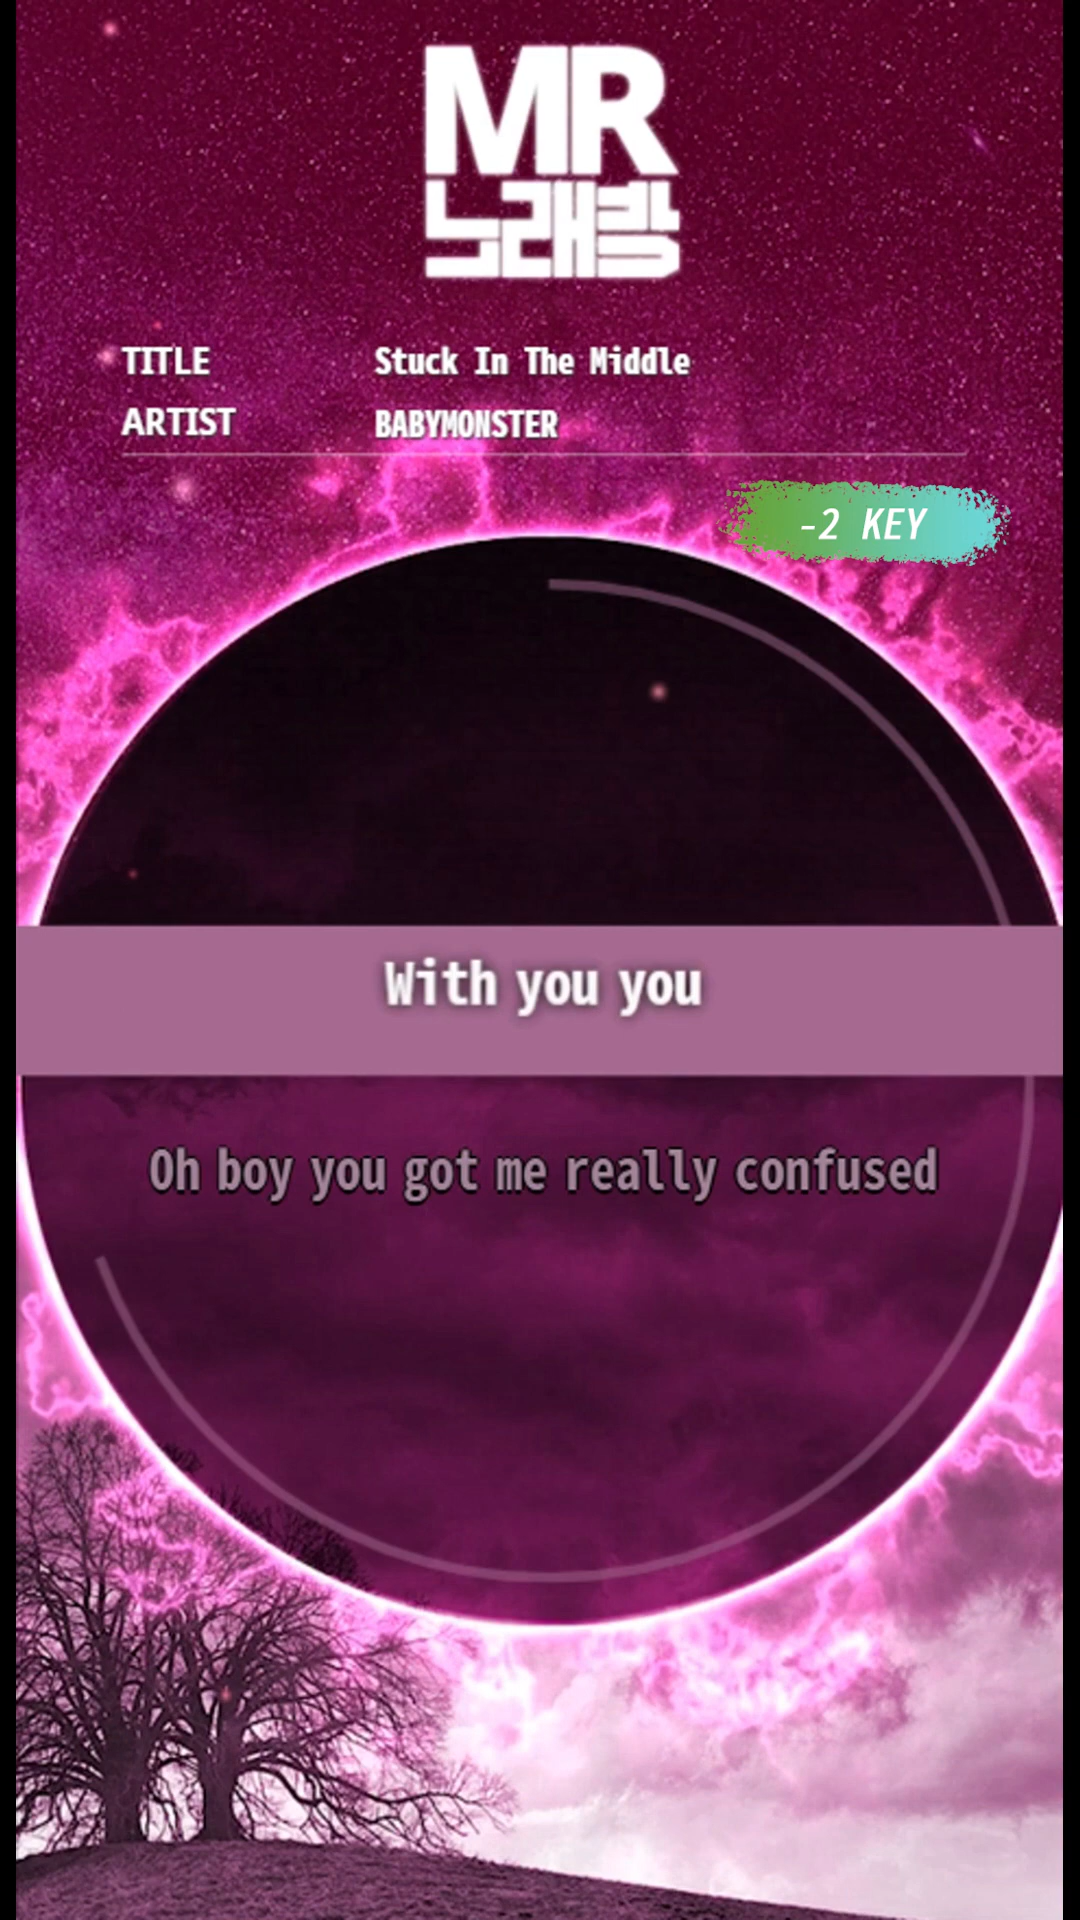 MR
노래방
TITLE Stuck In The Middle
ARTIST BABYMONSTER
-2 KEY
With you you
Oh boy you got me really confused